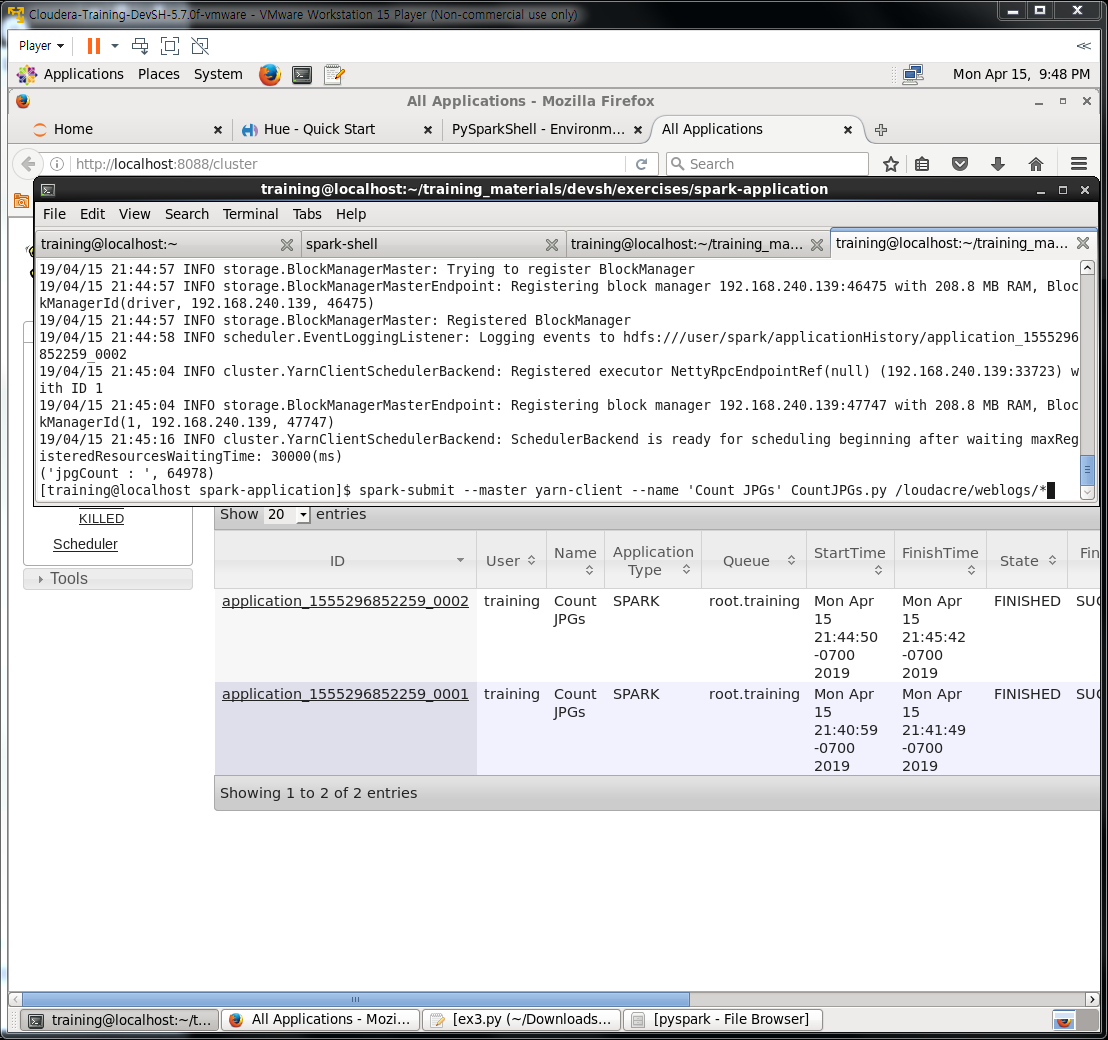 Cloudera-Training-DevSH-5.7.0f-vmware - VMware Workstation 15 Player (Non-commercial use only)
Player
Applications Places System Mon Apr 15, 9:48 PM
All Applications - Mozilla Firefox
Home Hue - Quick Start PySparkShell - Environm... All Applications
http://localhost:8088/cluster Search
training@localhost:~/training_materials/devsh/exercises/spark-application
File Edit View Search Terminal Tabs Help
training@localhost:~ spark-shell training@localhost:~/training_ma... training@localhost:~/training_ma...
19/04/15 21:44:57 INFO storage.BlockManagerMaster: Trying to register BlockManager
19/04/15 21:44:57 INFO storage.BlockManagerMasterEndpoint: Registering block manager 192.168.240.139:46475 with 208.8 MB RAM, Bloc
kManagerId(driver, 192.168.240.139, 46475)
19/04/15 21:44:57 INFO storage.BlockManagerMaster: Registered BlockManager
19/04/15 21:44:58 INFO scheduler.EventLoggingListener: Logging events to hdfs:///user/spark/applicationHistory/application_1555296
852259_0002
19/04/15 21:45:04 INFO cluster.YarnClientSchedulerBackend: Registered executor NettyRpcEndpointRef(null) (192.168.240.139:33723) w
ith ID 1
19/04/15 21:45:04 INFO storage.BlockManagerMasterEndpoint: Registering block manager 192.168.240.139:47747 with 208.8 MB RAM, Bloc
kManagerId(1, 192.168.240.139, 47747)
19/04/15 21:45:16 INFO cluster.YarnClientSchedulerBackend: SchedulerBackend is ready for scheduling beginning after waiting maxReg
isteredResourcesWaitingTime: 30000(ms)
('jpgCount : ', 64978)
[training@localhost spark-application]$ spark-submit --master yarn-client --name 'Count JPGs' CountJPGs.py /loudacre/weblogs/*
KILLED
Scheduler
Tools
Show 20 entries
ID User Name Application Type Queue StartTime FinishTime State Fin
application_1555296852259_0002 training Count JPGs SPARK root.training Mon Apr 15 21:44:50 -0700 2019 Mon Apr 15 21:45:42 -0700 2019 FINISHED SUC
application_1555296852259_0001 training Count JPGs SPARK root.training Mon Apr 15 21:40:59 -0700 2019 Mon Apr 15 21:41:49 -0700 2019 FINISHED SUC
Showing 1 to 2 of 2 entries
training@localhost:~/t... All Applications - Mozi... [ex3.py (~/Downloads... [pyspark - File Browser]